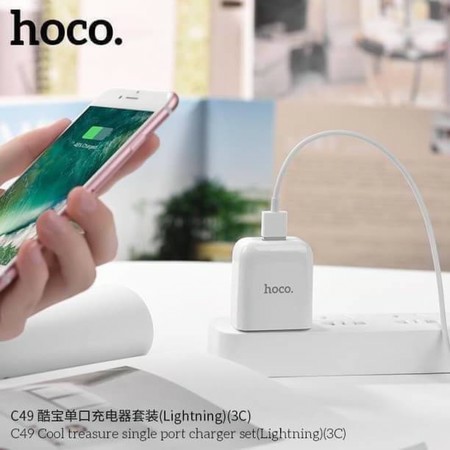 hoco.
hoco.
C49 酷宝单口充电器套装(Lightning)(3C)
C49 Cool treasure single port charger set(Lightning)(3C)